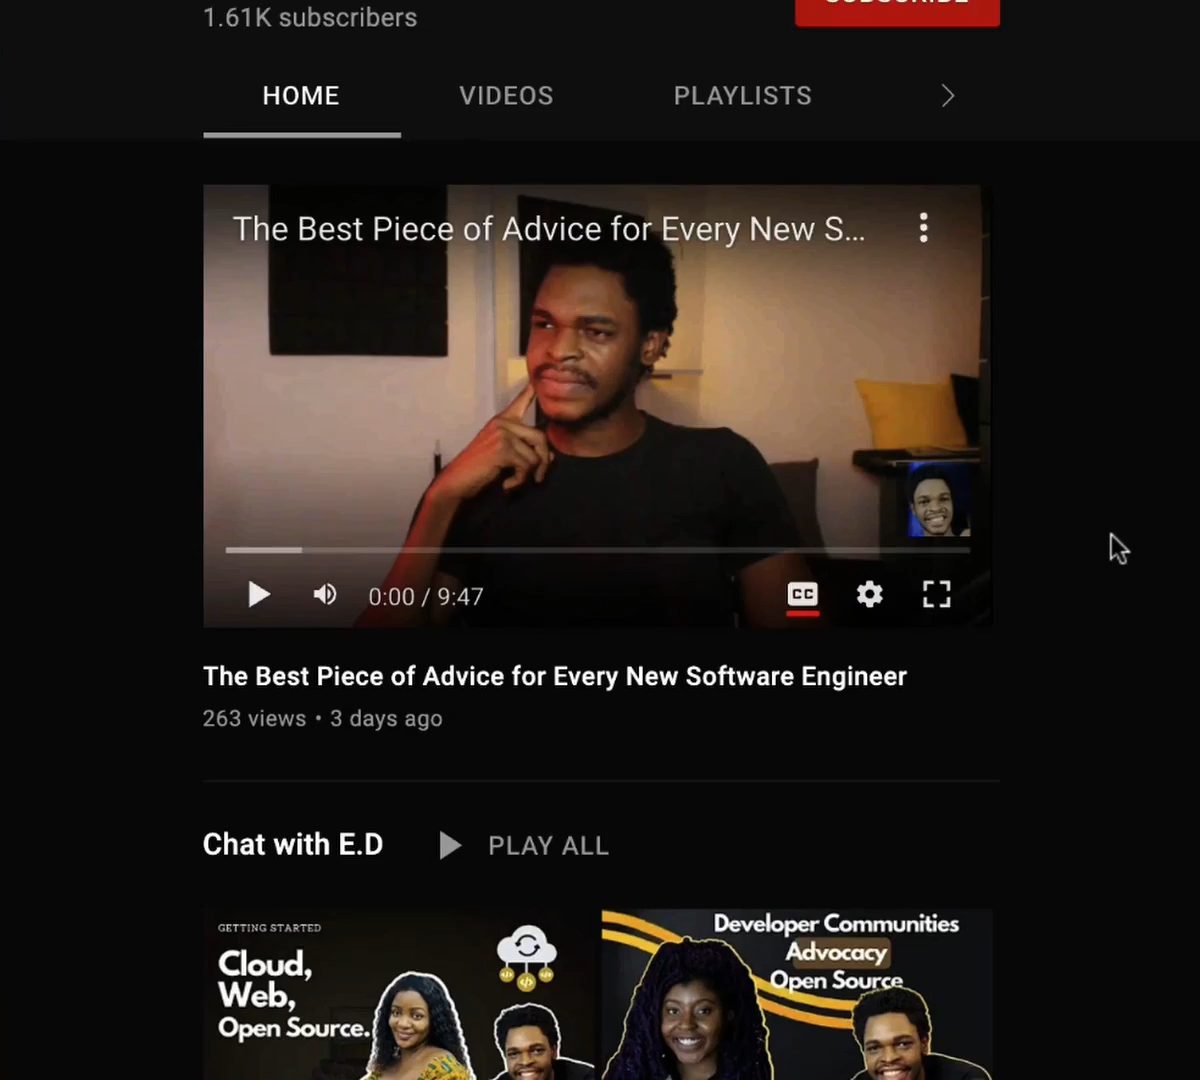 1.61K subscribers
SUBSCRIBE
HOME
VIDEOS
PLAYLISTS
The Best Piece of Advice for Every New S...
0:00 / 9:47
CC
The Best Piece of Advice for Every New Software Engineer
263 views • 3 days ago
Chat with E.D
PLAY ALL
GETTING STARTED
Cloud,
Web,
Open Source.
Developer Communities
Advocacy
Open Source